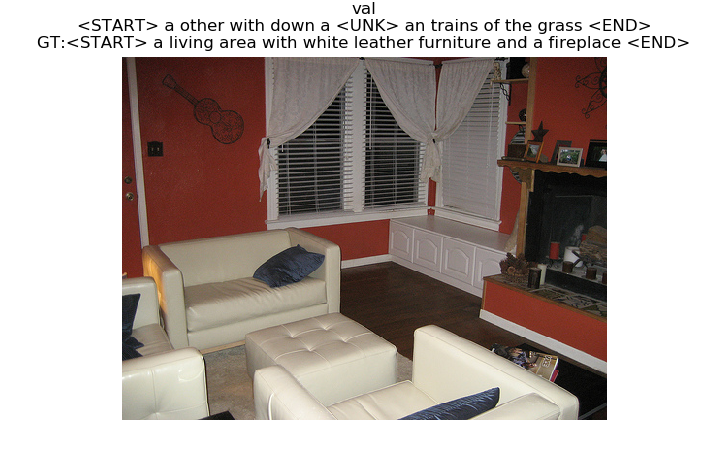 val
<START> a other with down a <UNK> an trains of the grass <END>
GT:<START> a living area with white leather furniture and a fireplace <END>